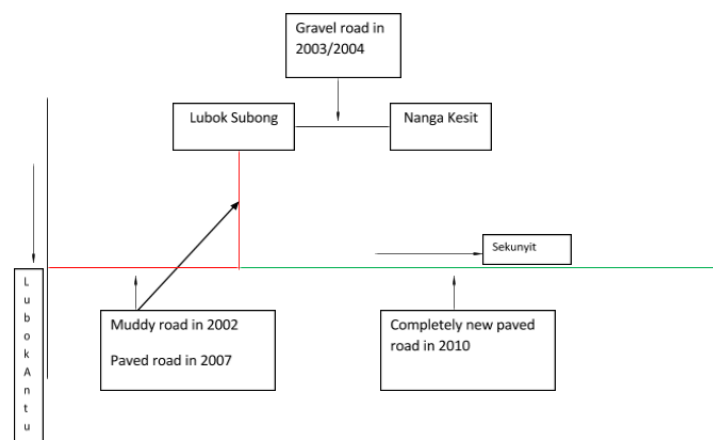 Gravel road in
2003/2004
Lubok Subong
Nanga Kesit
Sekunyit
L
u
b
o
k
A
n
t
u
Muddy road in 2002
Paved road in 2007
Completely new paved
road in 2010